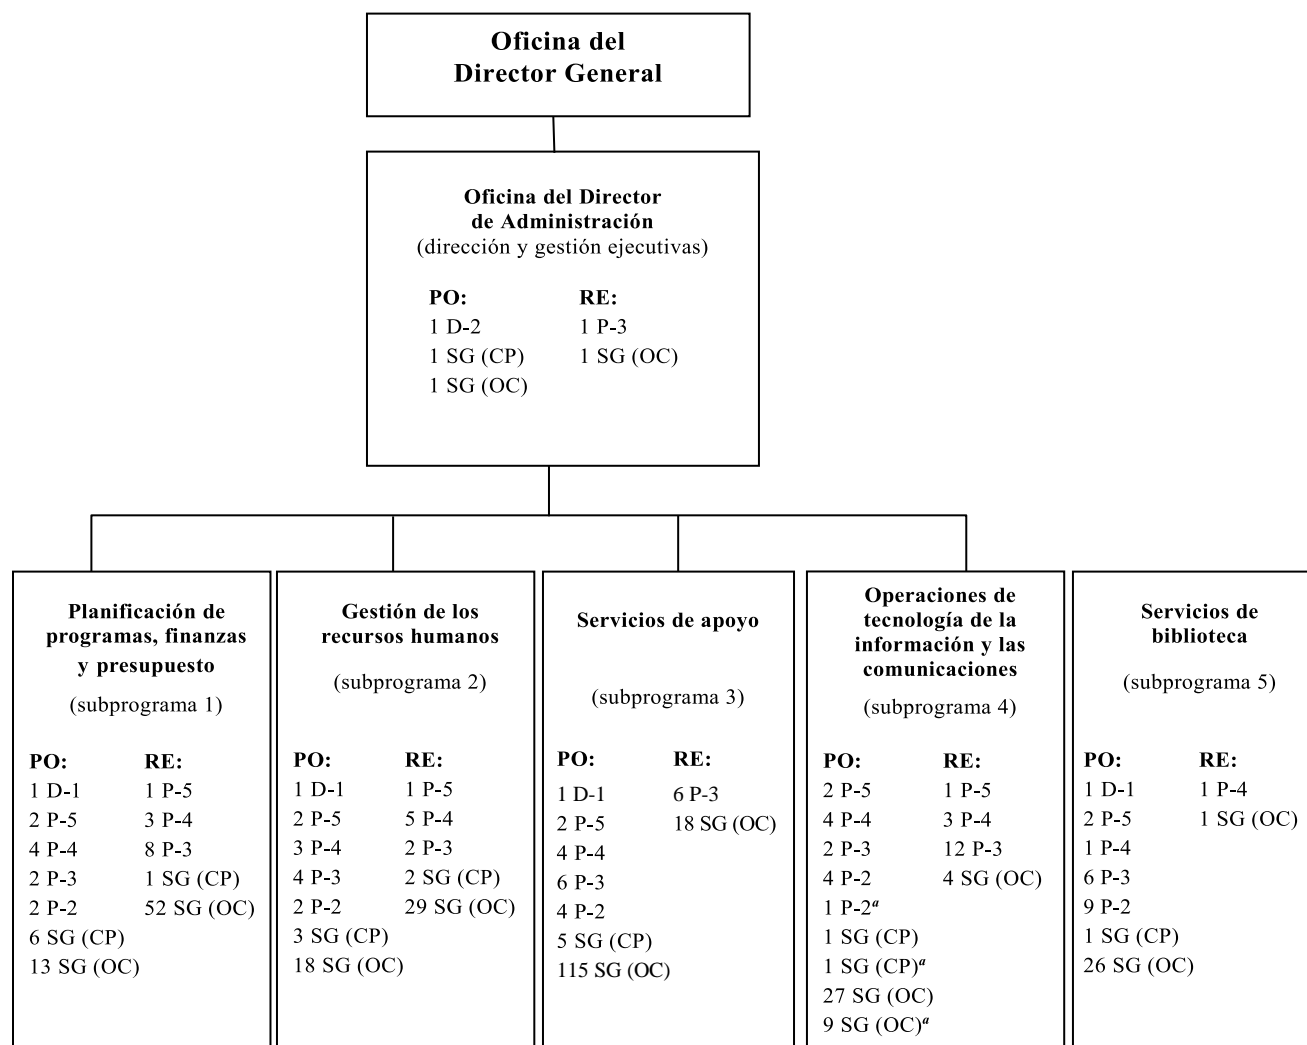 Oficina del
Director General
Oficina del Director
de Administración
(dirección y gestión ejecutivas)
PO:
1 D-2
1 SG (CP)
1 SG (OC)
RE:
1 P-3
1 SG (OC)
Planificación de
programas, finanzas
y presupuesto
(subprograma 1)
PO:
1 D-1
2 P-5
4 P-4
2 P-3
2 P-2
6 SG (CP)
13 SG (OC)
RE:
1 P-5
3 P-4
8 P-3
1 SG (CP)
52 SG (OC)
Gestión de los
recursos humanos
(subprograma 2)
PO:
1 D-1
2 P-5
3 P-4
4 P-3
2 P-2
3 SG (CP)
18 SG (OC)
RE:
1 P-5
5 P-4
2 P-3
2 SG (CP)
29 SG (OC)
Servicios de apoyo
(subprograma 3)
PO:
1 D-1
2 P-5
4 P-4
6 P-3
4 P-2
5 SG (CP)
115 SG (OC)
RE:
6 P-3
18 SG (OC)
Operaciones de
tecnología de la
información y las
comunicaciones
(subprograma 4)
PO:
2 P-5
4 P-4
2 P-3
4 P-2
1 P-2ª
1 SG (CP)
1 SG (CP)ª
27 SG (OC)
9 SG (OC)ª
RE:
1 P-5
3 P-4
12 P-3
4 SG (OC)
Servicios de
biblioteca
(subprograma 5)
PO:
1 D-1
2 P-5
1 P-4
6 P-3
9 P-2
1 SG (CP)
26 SG (OC)
RE:
1 P-4
1 SG (OC)